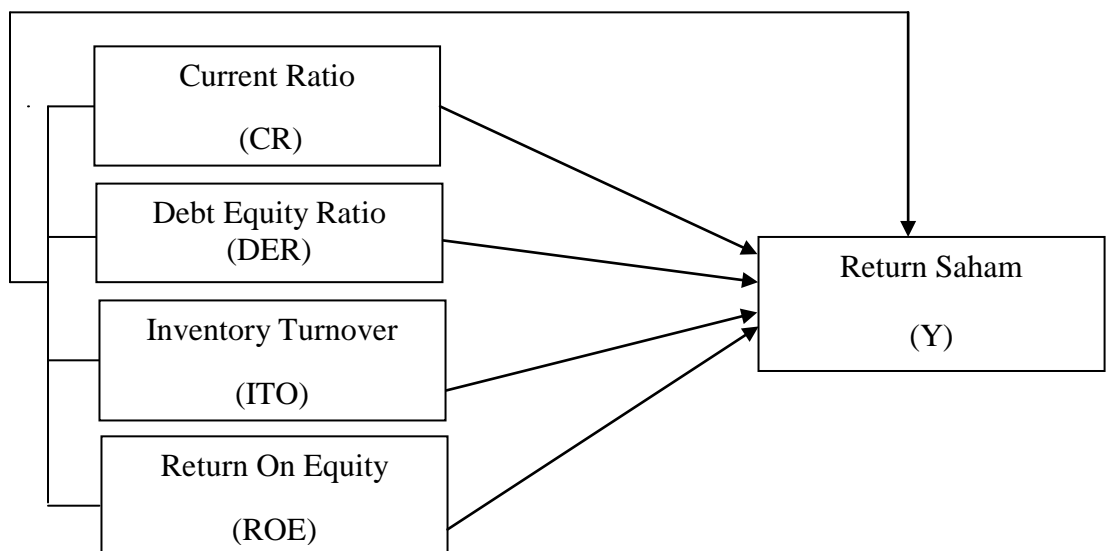 Current Ratio
(CR)
Debt Equity Ratio
(DER)
Inventory Turnover
(ITO)
Return On Equity
(ROE)
Return Saham
(Y)